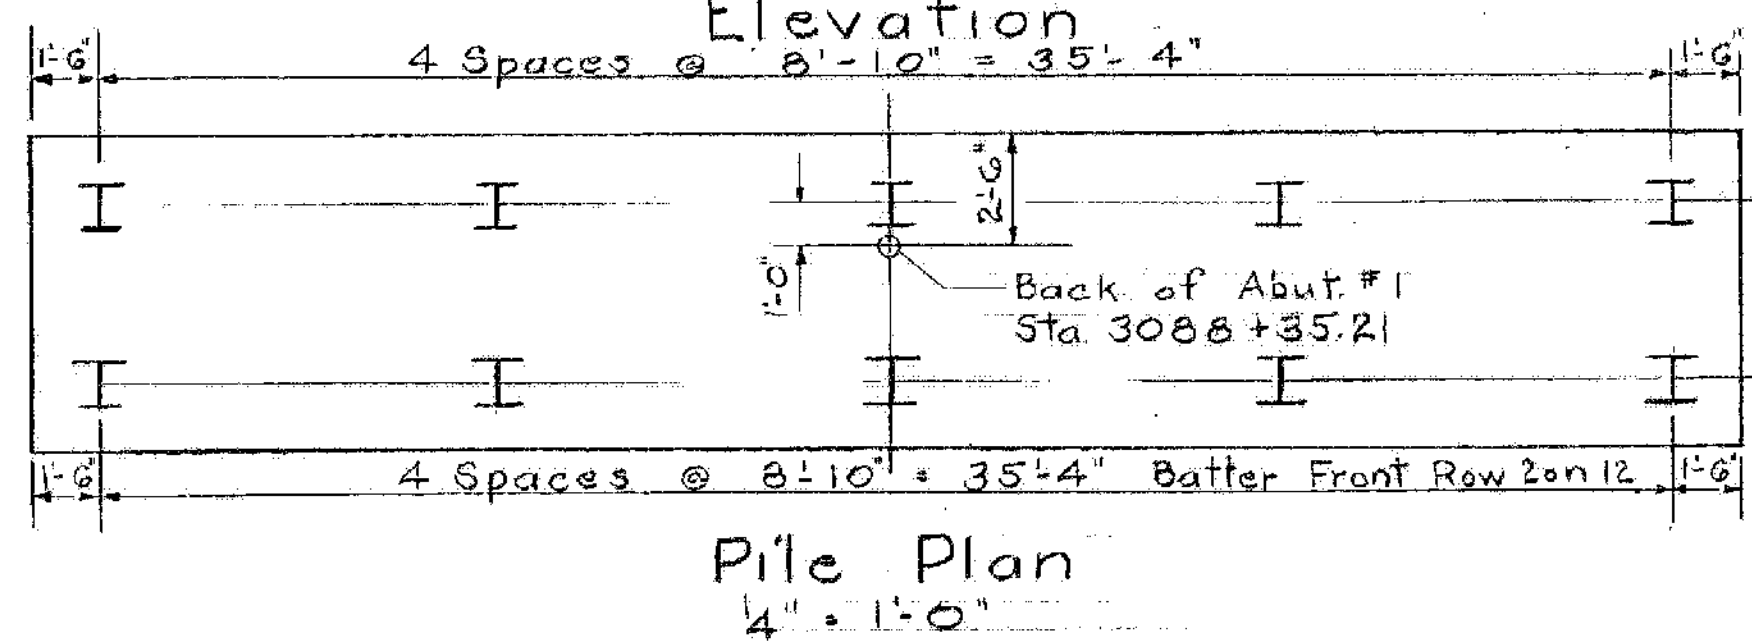 Elevation
1'-6" 4 Spaces @ 8'-10" = 35'-4" 1'-6"
2'-6"
1'-0"
Back of Abut. #1
Sta. 3088+35.21
1'-6" 4 Spaces @ 8'-10" = 35'-4" Batter Front Row 2 on 12 1'-6"
Pile Plan
1/4" = 1'-0"